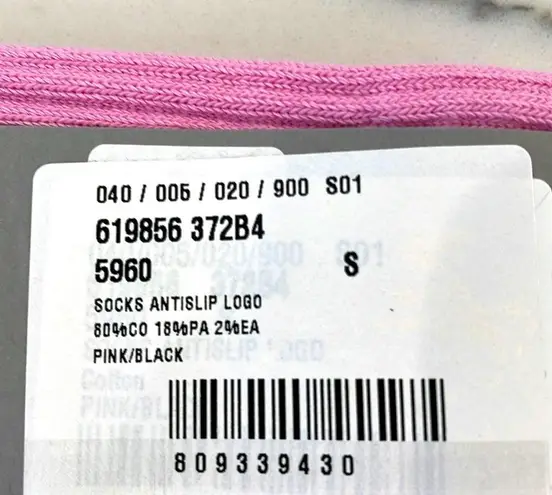 040 / 005 / 020 / 900 S01
619856 372B4
5960 S
SOCKS ANTISLIP LOGO
80%CO 18%PA 2%EA
PINK/BLACK
Cotton
809339430